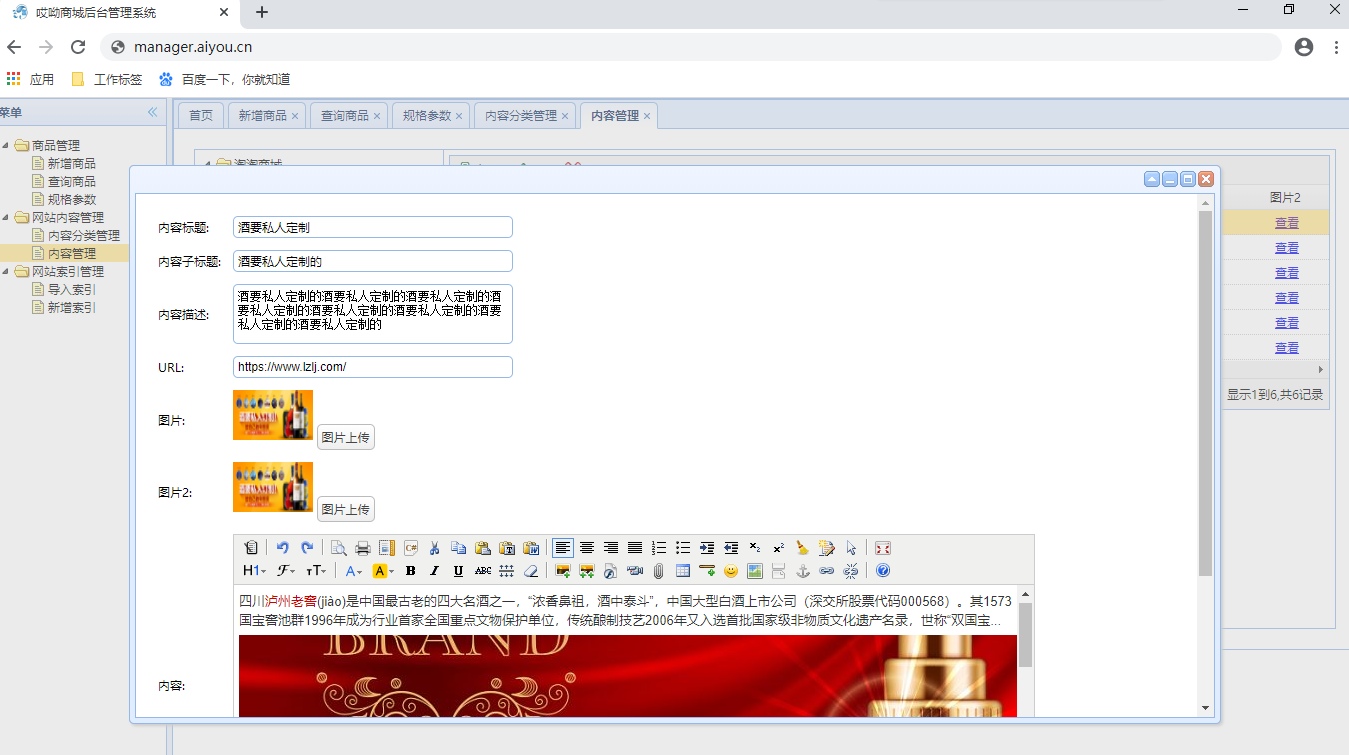 哎呦商城后台管理系统
manager.aiyou.cn
应用 工作标签 百度一下，你就知道
菜单
首页 新增商品 查询商品 规格参数 内容分类管理 内容管理
商品管理
新增商品
查询商品
规格参数
网站内容管理
内容分类管理
内容管理
网站索引管理
导入索引
新增索引
淘淘商城
图片2
查看
查看
查看
查看
查看
查看
显示1到6,共6记录
内容标题: 酒要私人定制
内容子标题: 酒要私人定制的
内容描述: 酒要私人定制的酒要私人定制的酒要私人定制的酒
要私人定制的酒要私人定制的酒要私人定制的酒要
私人定制的酒要私人定制的
URL: https://www.lzlj.com/
图片: 图片上传
图片2: 图片上传
H1 F TT A A B I U ABC
四川泸州老窖(jiào)是中国最古老的四大名酒之一，“浓香鼻祖，酒中泰斗”，中国大型白酒上市公司（深交所股票代码000568）。其1573
国宝窖池群1996年成为行业首家全国重点文物保护单位，传统酿制技艺2006年又入选首批国家级非物质文化遗产名录，世称“双国宝...
内容:
BRAND